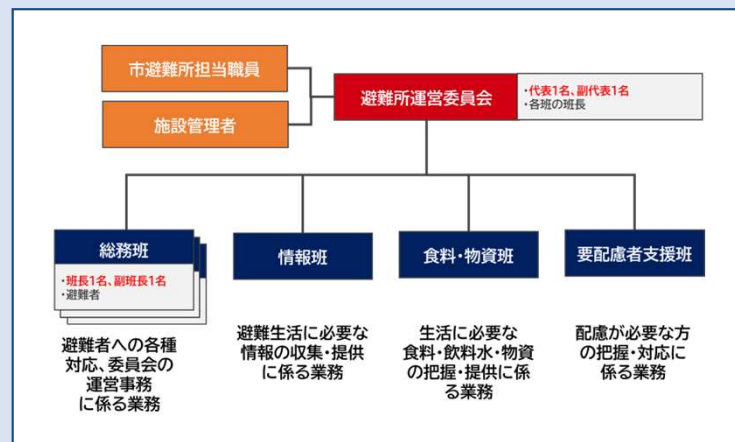 市避難所担当職員
避難所運営委員会
・代表1名、副代表1名
・各班の班長
施設管理者
総務班
・班長1名、副班長1名
・避難者
避難者への各種
対応、委員会の
運営事務
に係る業務
情報班
避難生活に必要な
情報の収集・提供
に係る業務
食料・物資班
生活に必要な
食料・飲料水・物資
の把握・提供に係
る業務
要配慮者支援班
配慮が必要な方
の把握・対応に
係る業務